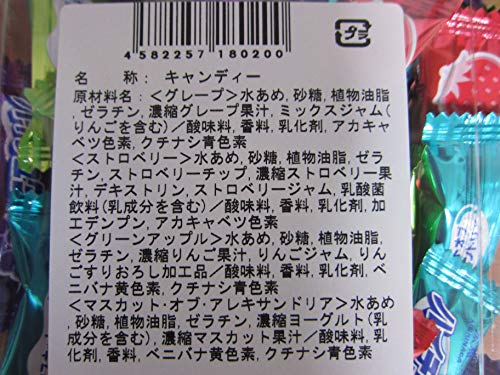 4 582257 180200
プラ
名　　称：キャンディー
原材料名：＜グレープ＞水あめ,砂糖,植物油脂,
ゼラチン,濃縮グレープ果汁,ミックスジャム(
りんごを含む)／酸味料,香料,乳化剤,アカキャ
ベツ色素,クチナシ青色素
＜ストロベリー＞水あめ,砂糖,植物油脂,ゼラ
チン,ストロベリーチップ,濃縮ストロベリー果
汁,デキストリン,ストロベリージャム,乳酸菌
飲料(乳成分を含む)／酸味料,香料,乳化剤,加
工デンプン,アカキャベツ色素
＜グリーンアップル＞水あめ,砂糖,植物油脂,
ゼラチン,濃縮りんご果汁,りんごジャム,りん
ごすりおろし加工品／酸味料,香料,乳化剤,ベ
ニバナ黄色素,クチナシ青色素
＜マスカット・オブ・アレキサンドリア＞水あめ
,砂糖,植物油脂,ゼラチン,濃縮ヨーグルト(乳
成分を含む),濃縮マスカット果汁／酸味料,乳
化剤,香料,ベニバナ黄色素,クチナシ青色素